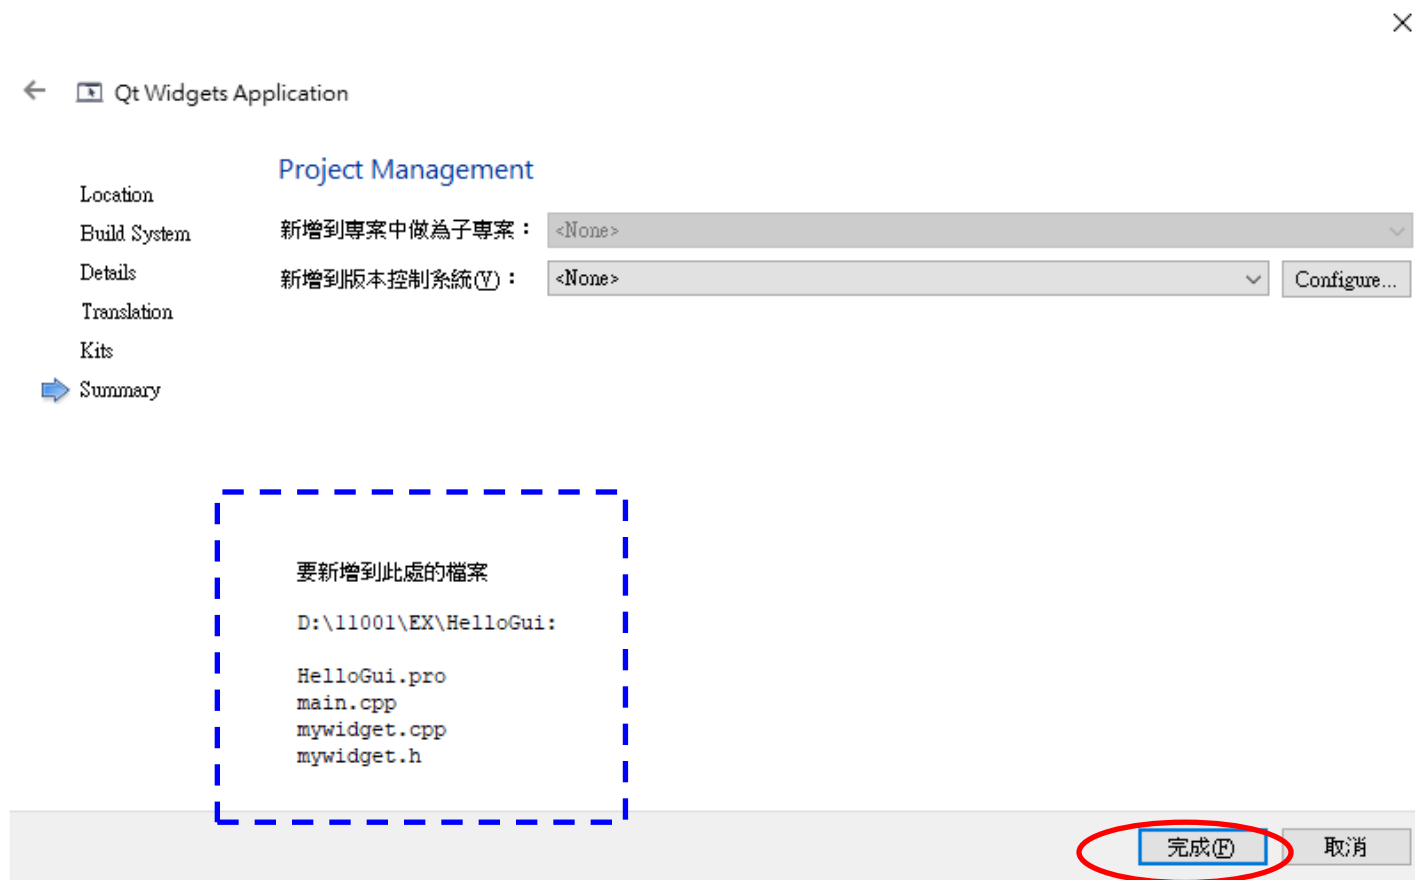 Qt Widgets Application
Location
Build System
Details
Translation
Kits
Summary
Project Management
新增到專案中做為子專案： <None>
新增到版本控制系統(V)： <None> Configure...
要新增到此處的檔案
D:\11001\EX\HelloGui:
HelloGui.pro
main.cpp
mywidget.cpp
mywidget.h
完成(F) 取消